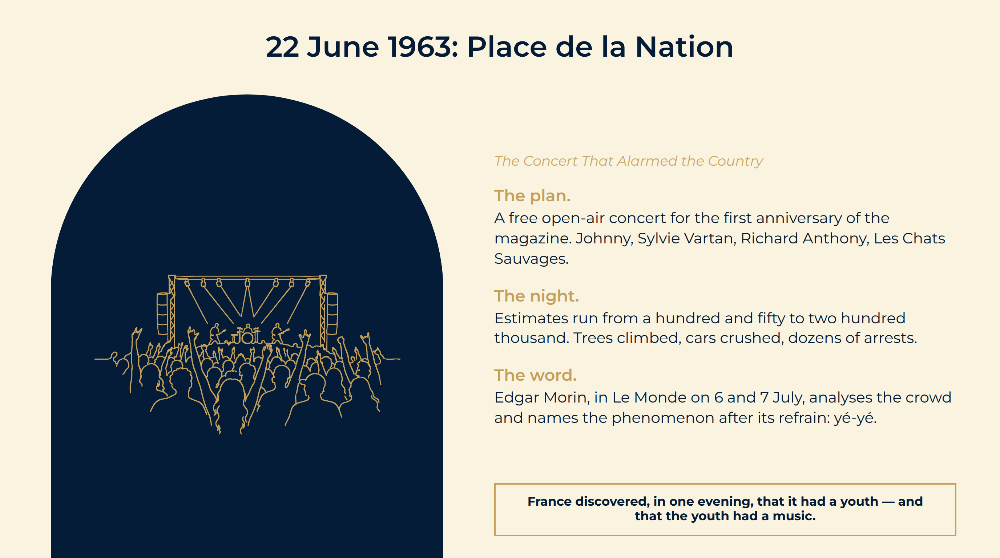 22 June 1963: Place de la Nation
The Concert That Alarmed the Country
The plan.
A free open-air concert for the first anniversary of the
magazine. Johnny, Sylvie Vartan, Richard Anthony, Les Chats
Sauvages.
The night.
Estimates run from a hundred and fifty to two hundred
thousand. Trees climbed, cars crushed, dozens of arrests.
The word.
Edgar Morin, in Le Monde on 6 and 7 July, analyses the crowd
and names the phenomenon after its refrain: yé-yé.
France discovered, in one evening, that it had a youth — and
that the youth had a music.